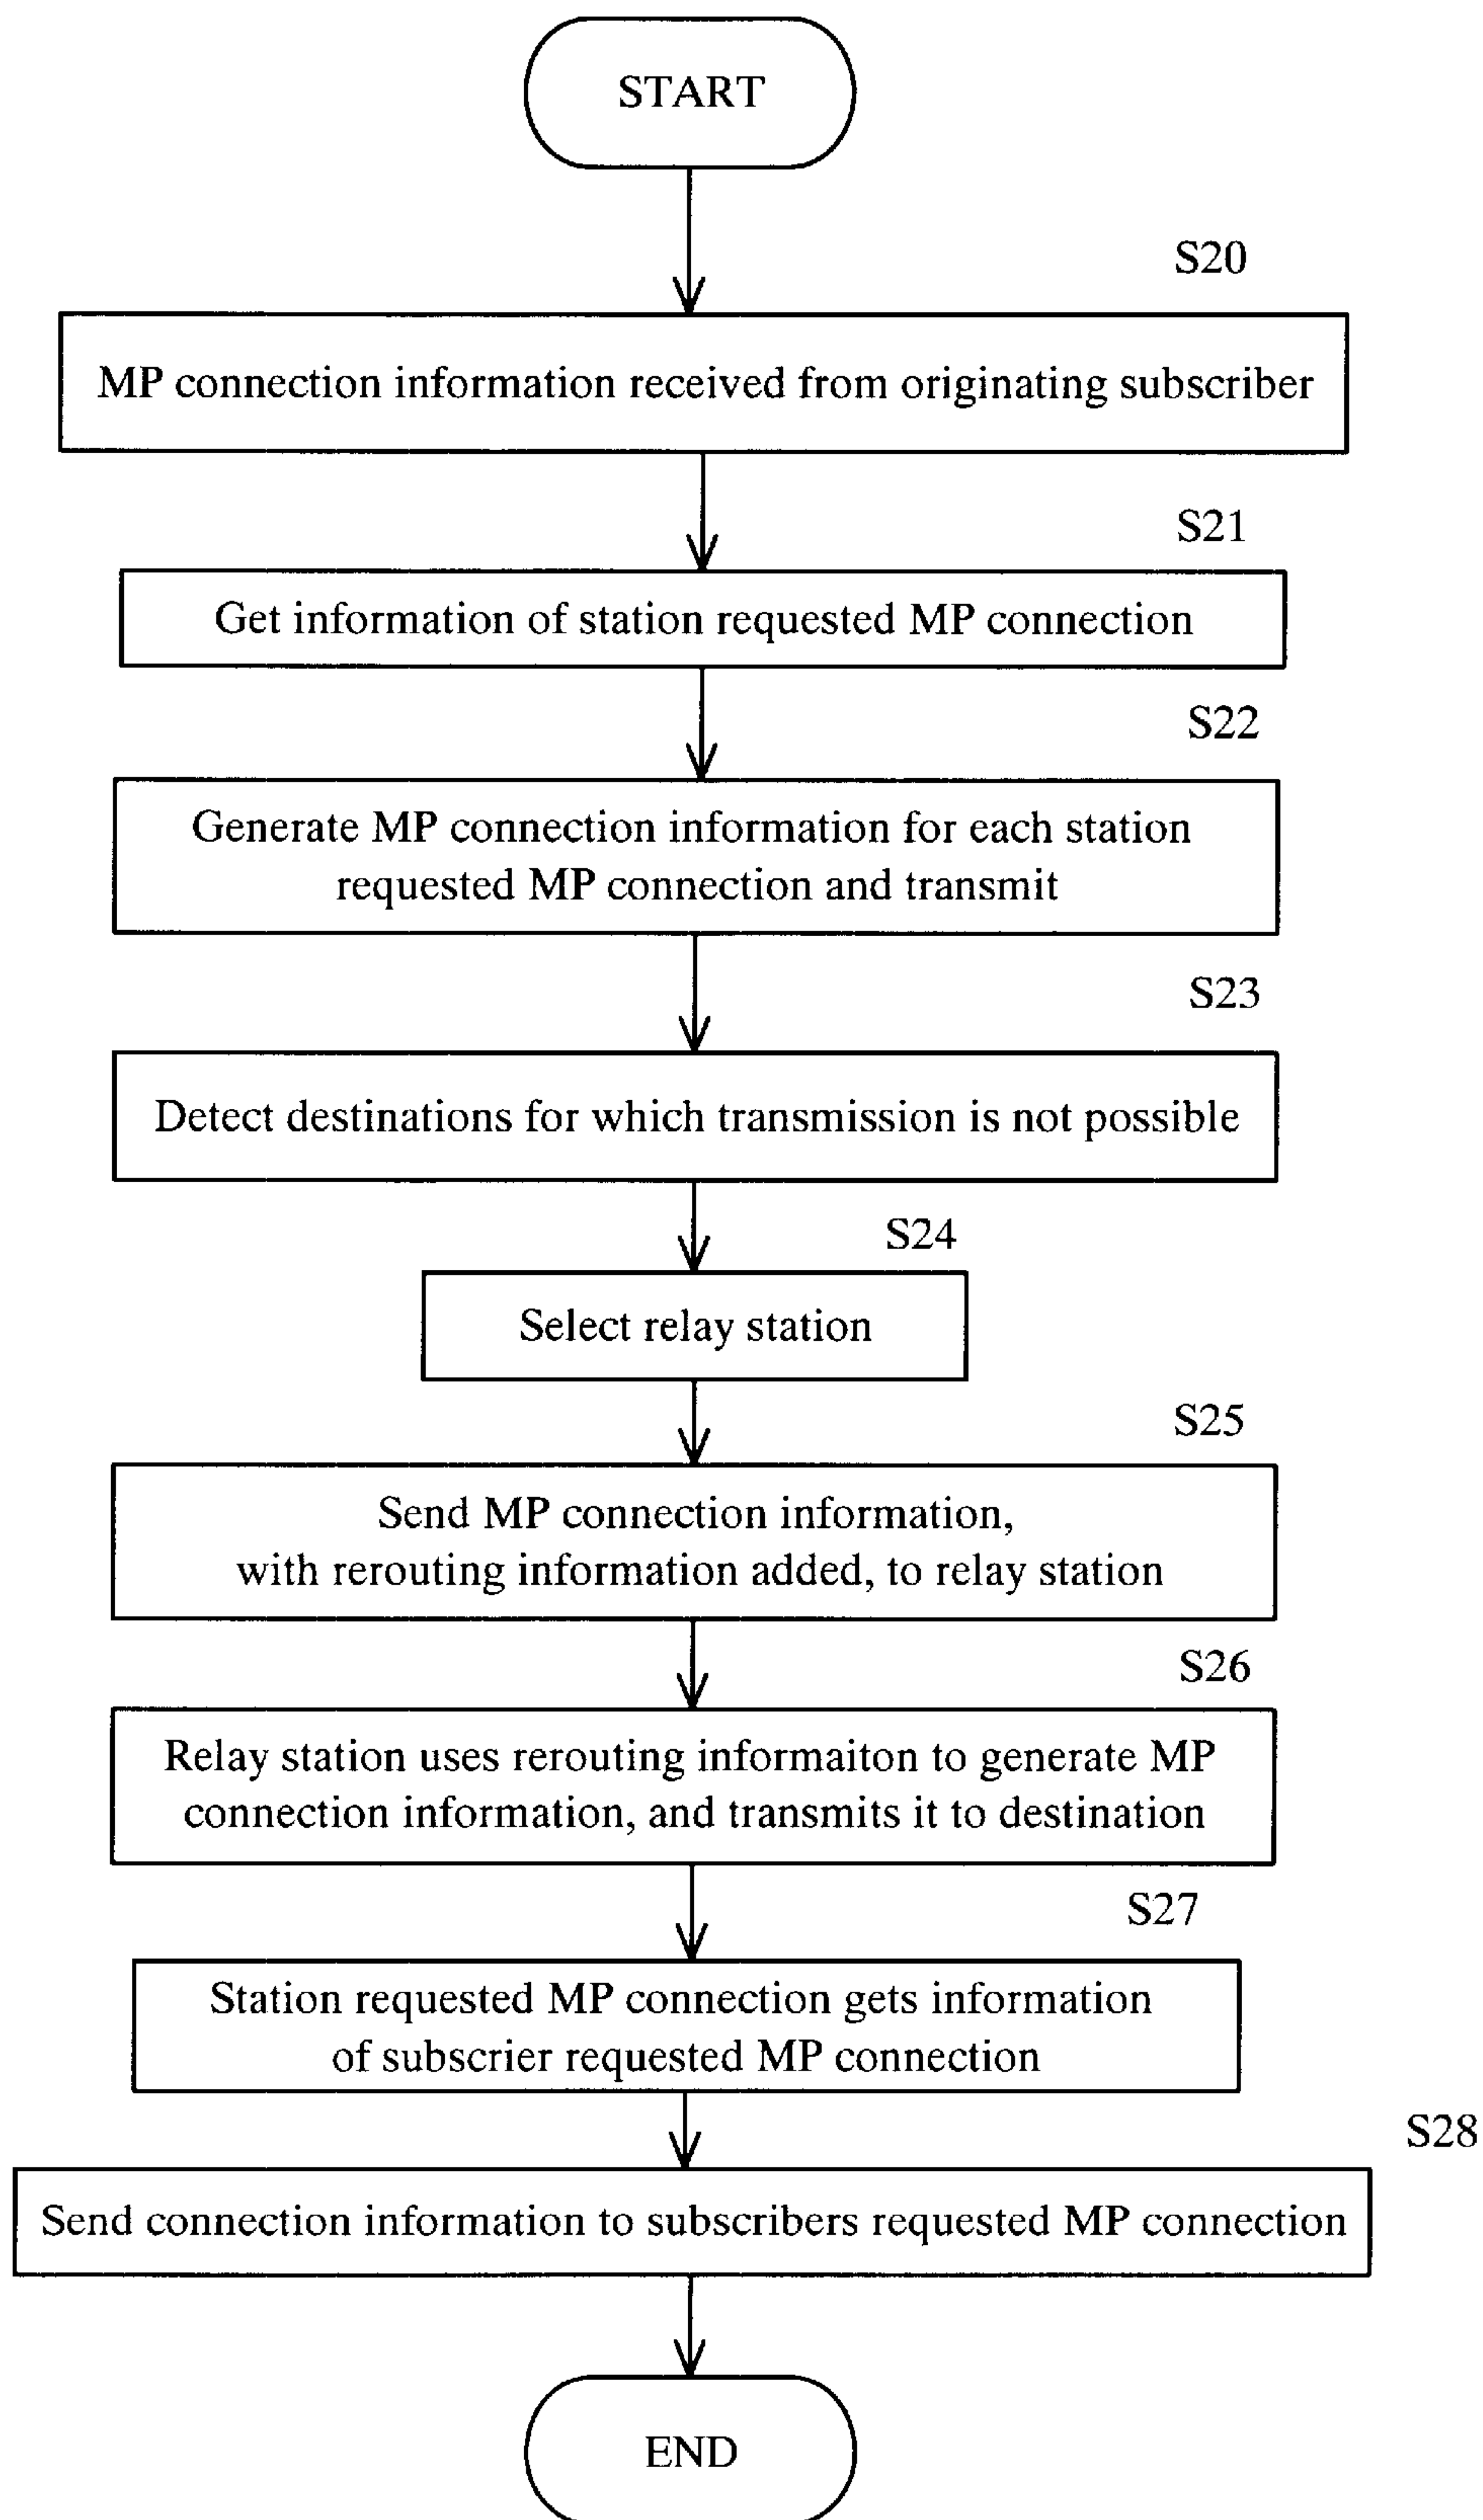 START
S20
MP connection information received from originating subscriber
S21
Get information of station requested MP connection
S22
Generate MP connection information for each station
requested MP connection and transmit
S23
Detect destinations for which transmission is not possible
S24
Select relay station
S25
Send MP connection information,
with rerouting information added, to relay station
S26
Relay station uses rerouting informaiton to generate MP
connection information, and transmits it to destination
S27
Station requested MP connection gets information
of subscrier requested MP connection
S28
Send connection information to subscribers requested MP connection
END